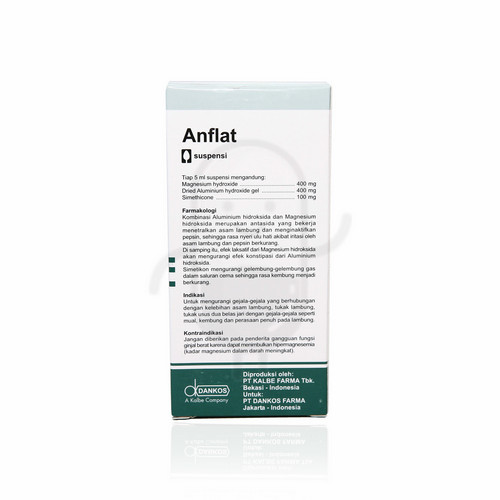 Anflat
suspensi
Tiap 5 ml suspensi mengandung:
Magnesium hydroxide 400 mg
Dried Aluminium hydroxide gel 400 mg
Simethicone 100 mg
Farmakologi
Kombinasi Aluminium hidroksida dan Magnesium
hidroksida merupakan antasida yang bekerja
menetralkan asam lambung dan menginaktifkan
pepsin, sehingga rasa nyeri ulu hati akibat iritasi oleh
asam lambung dan pepsin berkurang.
Di samping itu, efek laksatif dari Magnesium hidroksida
akan mengurangi efek konstipasi dari Aluminium
hidroksida.
Simetikon mengurangi gelembung-gelembung gas
dalam saluran cerna sehingga rasa kembung menjadi
berkurang.
Indikasi
Untuk mengurangi gejala-gejala yang berhubungan
dengan kelebihan asam lambung, tukak lambung,
tukak usus dua belas jari dengan gejala-gejala seperti
mual, kembung dan perasaan penuh pada lambung.
Kontraindikasi
Jangan diberikan pada penderita gangguan fungsi
ginjal berat karena dapat menimbulkan hipermagnesemia
(kadar magnesium dalam darah meningkat).
DANKOS
A Kalbe Company
Diproduksi oleh:
PT KALBE FARMA Tbk.
Bekasi - Indonesia
Untuk:
PT DANKOS FARMA
Jakarta - Indonesia